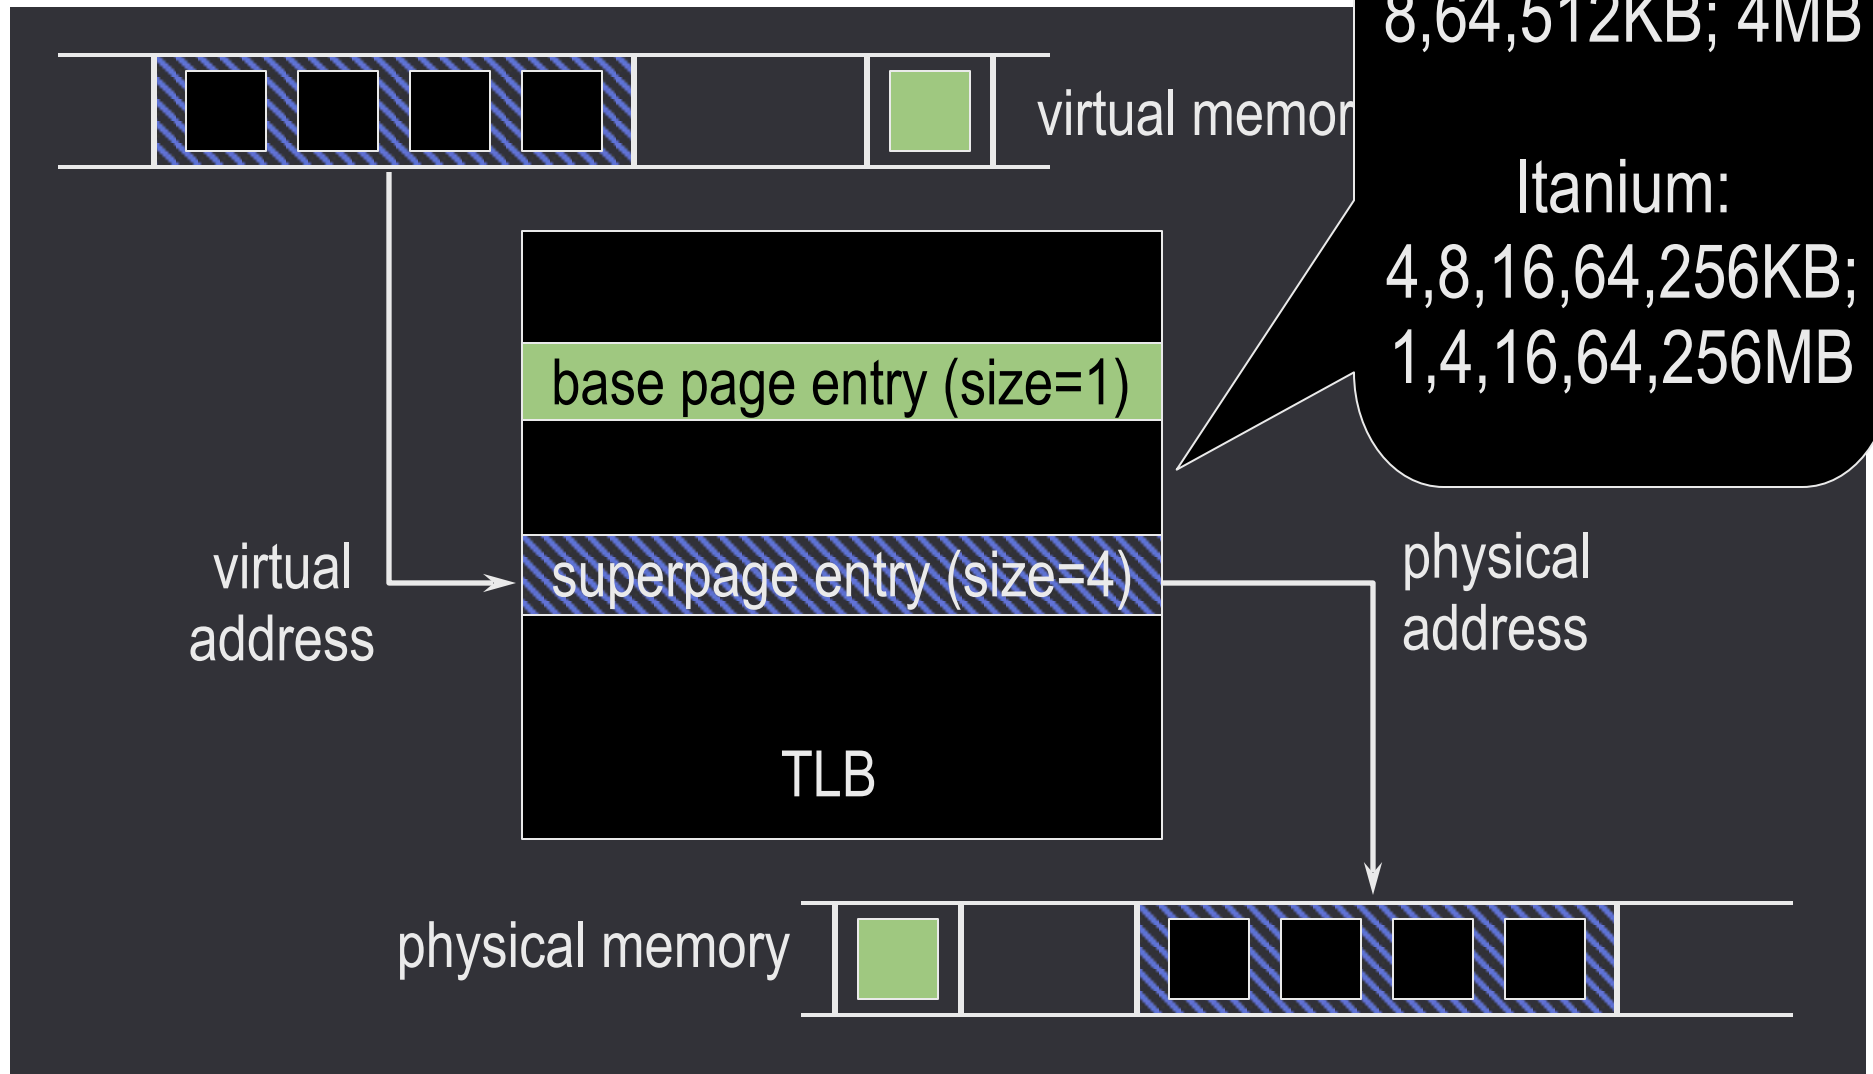 8,64,512KB; 4MB
virtual memor
Itanium:
4,8,16,64,256KB;
1,4,16,64,256MB
base page entry (size=1)
superpage entry (size=4)
virtual
address
physical
address
TLB
physical memory